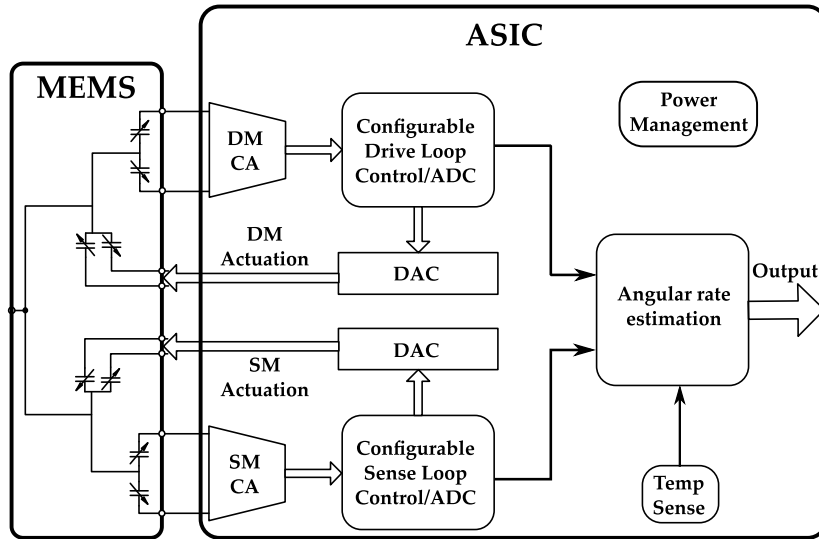 ASIC
MEMS
DM
CA
Configurable
Drive Loop
Control/ADC
Power
Management
DM
Actuation
DAC
Angular rate
estimation
Output
SM
Actuation
DAC
SM
CA
Configurable
Sense Loop
Control/ADC
Temp
Sense